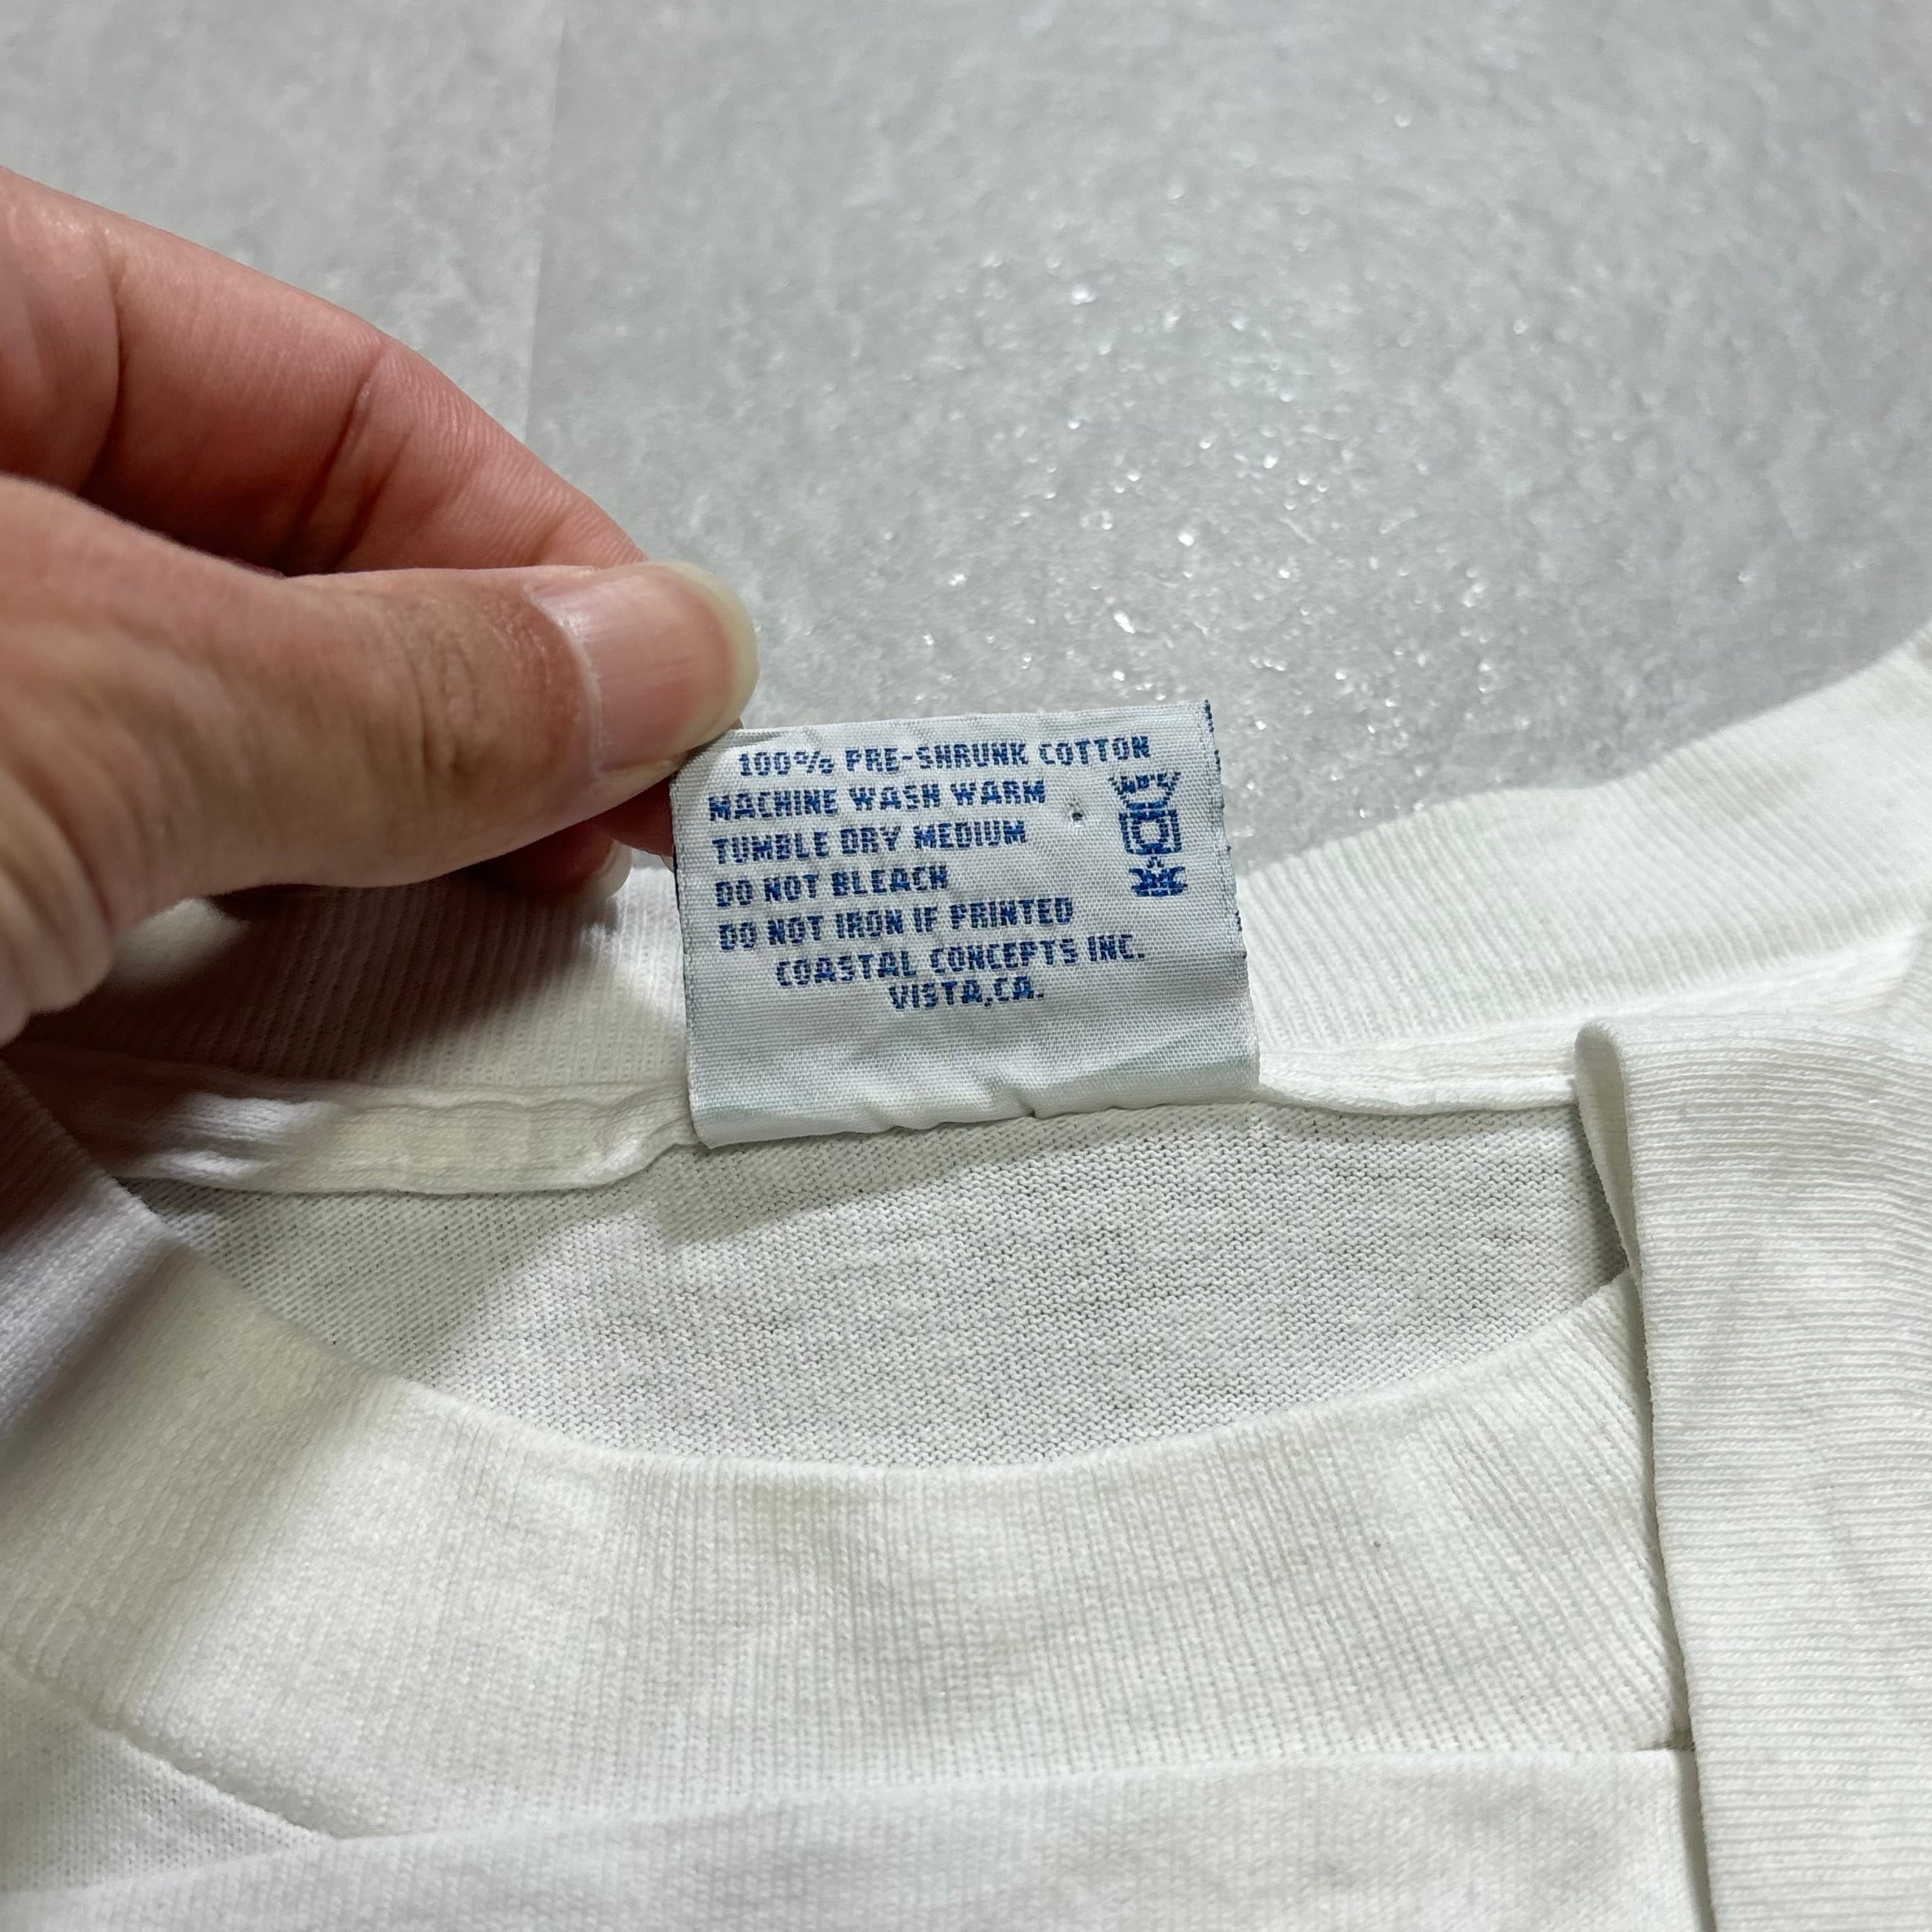 100% PRE-SHRUNK COTTON
MACHINE WASH WARM
TUMBLE DRY MEDIUM
DO NOT BLEACH
DO NOT IRON IF PRINTED
COASTAL CONCEPTS INC.
VISTA,CA.